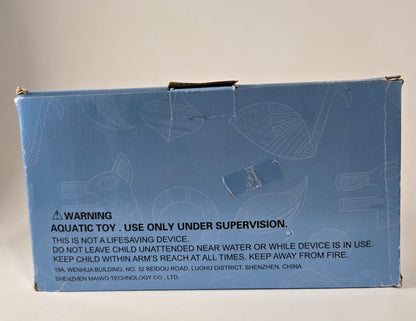 ⚠WARNING
AQUATIC TOY . USE ONLY UNDER SUPERVISION.
THIS IS NOT A LIFESAVING DEVICE.
DO NOT LEAVE CHILD UNATTENDED NEAR WATER OR WHILE DEVICE IS IN USE.
KEEP CHILD WITHIN ARM'S REACH AT ALL TIMES. KEEP AWAY FROM FIRE.
19A, WENHUA BUILDING, NO. 32 BEIDOU ROAD, LUOHU DISTRICT, SHENZHEN, CHINA
SHENZHEN MAIWO TECHNOLOGY CO., LTD.